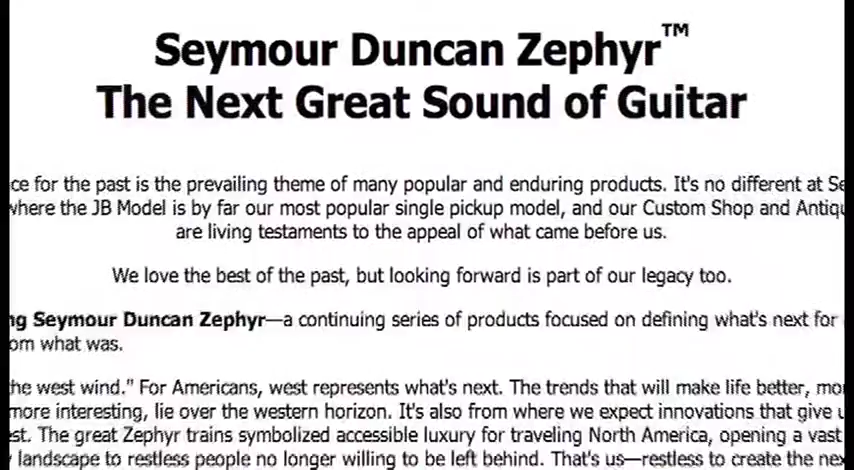 Seymour Duncan Zephyr™
The Next Great Sound of Guitar
ce for the past is the prevailing theme of many popular and enduring products. It's no different at Se
where the JB Model is by far our most popular single pickup model, and our Custom Shop and Antiqu
are living testaments to the appeal of what came before us.
We love the best of the past, but looking forward is part of our legacy too.
ng Seymour Duncan Zephyr—a continuing series of products focused on defining what's next for
om what was.
he west wind." For Americans, west represents what's next. The trends that will make life better, mo
more interesting, lie over the western horizon. It's also from where we expect innovations that give u
st. The great Zephyr trains symbolized accessible luxury for traveling North America, opening a vast
landscape to restless people no longer willing to be left behind. That's us—restless to create the nex